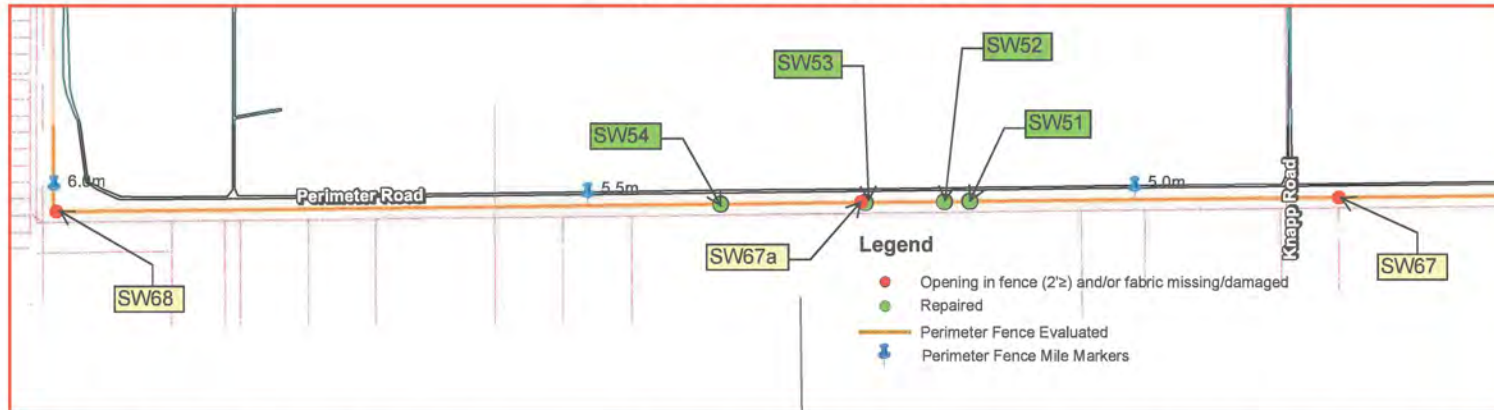 SW52
SW53
SW54
SW51
6.0m
Perimeter Road
5.5m
5.0m
Knapp Road
SW68
SW67a
SW67
Legend
Opening in fence (2'≥) and/or fabric missing/damaged
Repaired
Perimeter Fence Evaluated
Perimeter Fence Mile Markers